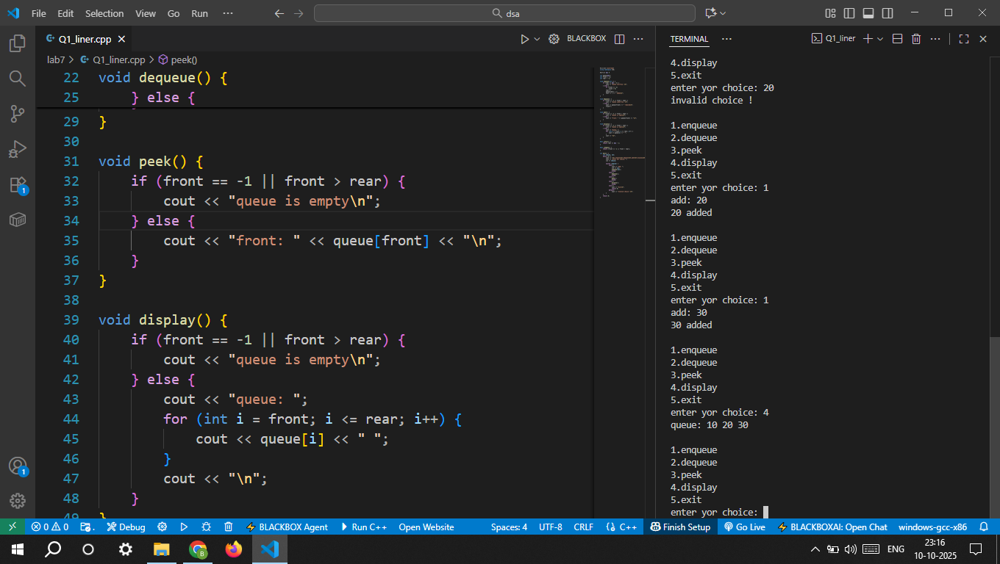 File Edit Selection View Go Run ··· dsa
Q1_liner.cpp
BLACKBOX
lab7 > Q1_liner.cpp > peek()
22 void dequeue() {
25 } else {
29 }
30
31 void peek() {
32 if (front == -1 || front > rear) {
33 cout << "queue is empty\n";
34 } else {
35 cout << "front: " << queue[front] << "\n";
36 }
37 }
38
39 void display() {
40 if (front == -1 || front > rear) {
41 cout << "queue is empty\n";
42 } else {
43 cout << "queue: ";
44 for (int i = front; i <= rear; i++) {
45 cout << queue[i] << " ";
46 }
47 cout << "\n";
48 }
49 }
TERMINAL ··· Q1_liner
4.display
5.exit
enter yor choice: 20
invalid choice !
1.enqueue
2.dequeue
3.peek
4.display
5.exit
enter yor choice: 1
add: 20
20 added
1.enqueue
2.dequeue
3.peek
4.display
5.exit
enter yor choice: 1
add: 30
30 added
1.enqueue
2.dequeue
3.peek
4.display
5.exit
enter yor choice: 4
queue: 10 20 30
1.enqueue
2.dequeue
3.peek
4.display
5.exit
enter yor choice:
1
1
0 0 Debug BLACKBOX Agent Run C++ Open Website Spaces: 4 UTF-8 CRLF {} C++ Finish Setup Go Live BLACKBOXAI: Open Chat windows-gcc-x86
B
ENG
23:16
10-10-2025